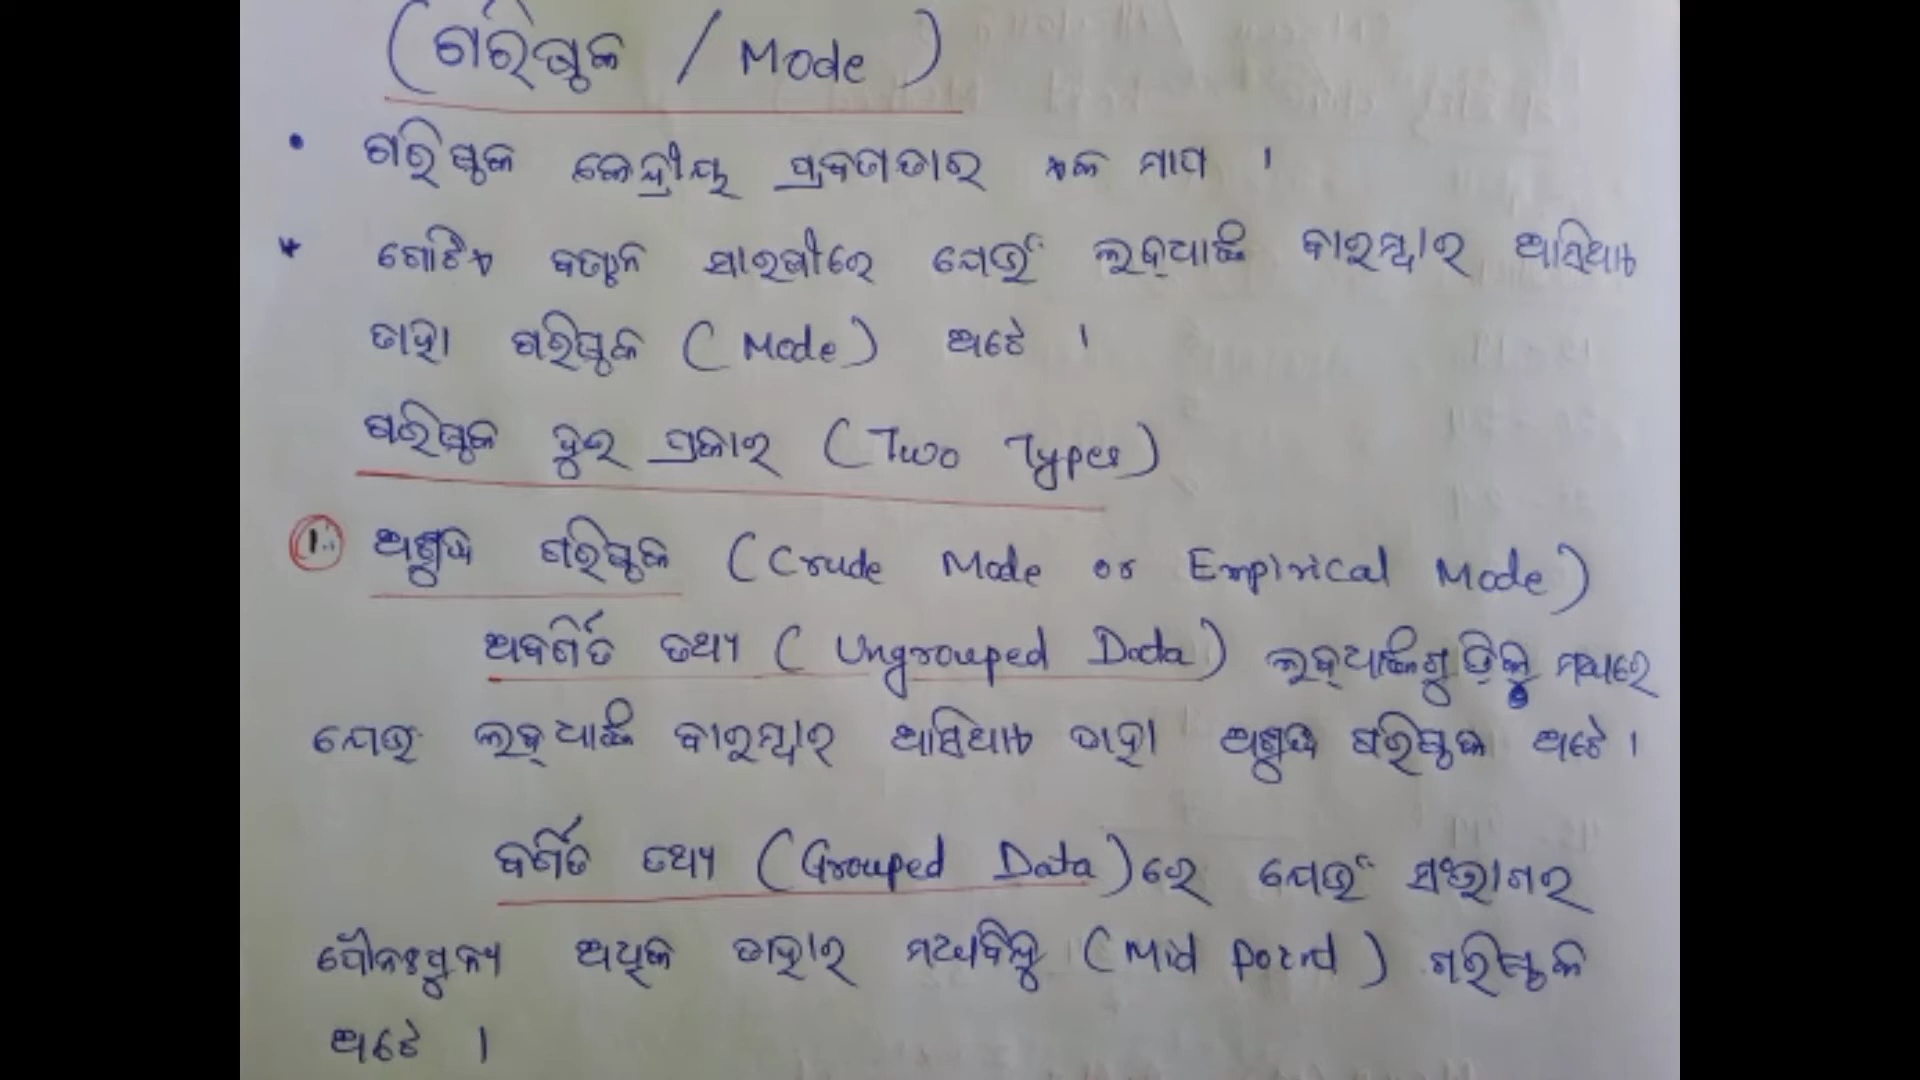 (ଗରିଷ୍ଠକ / Mode)
• ଗରିଷ୍ଠକ କେନ୍ଦ୍ରୀୟ ପ୍ରବଣତାର ଏକ ମାପ ।
* ଗୋଟିଏ ବଣ୍ଟନ ସାରଣୀରେ ଯେଉଁ ଲବ୍ଧାଙ୍କ ବାରମ୍ବାର ଆସିଥାଏ
ତାହା ଗରିଷ୍ଠକ (Mode) ଅଟେ ।
ଗରିଷ୍ଠକ ଦୁଇ ପ୍ରକାର (Two Types)
1. ଅଶୁଦ୍ଧ ଗରିଷ୍ଠକ (Crude Mode or Empirical Mode)
ଅବର୍ଗିତ ତଥ୍ୟ (Ungrouped Data) ଲବ୍ଧାଙ୍କଗୁଡ଼ିକୁ ମଧ୍ୟରେ
ଯେଉ ଲବ୍ଧାଙ୍କ ବାରମ୍ବାର ଆସିଥାଏ ତାହା ଅଶୁଦ୍ଧ ଗରିଷ୍ଠକ ଅଟେ ।
ବର୍ଗିତ ତଥ୍ୟ (Grouped Data)ରେ ଯେଉଁ ସଂଭାଗର
ପୌନଃପୁନ୍ୟ ଅଧିକ ତାହାର ମଧ୍ୟବିନ୍ଦୁ (Mid Point) ଗରିଷ୍ଠକ
ଅଟେ ।